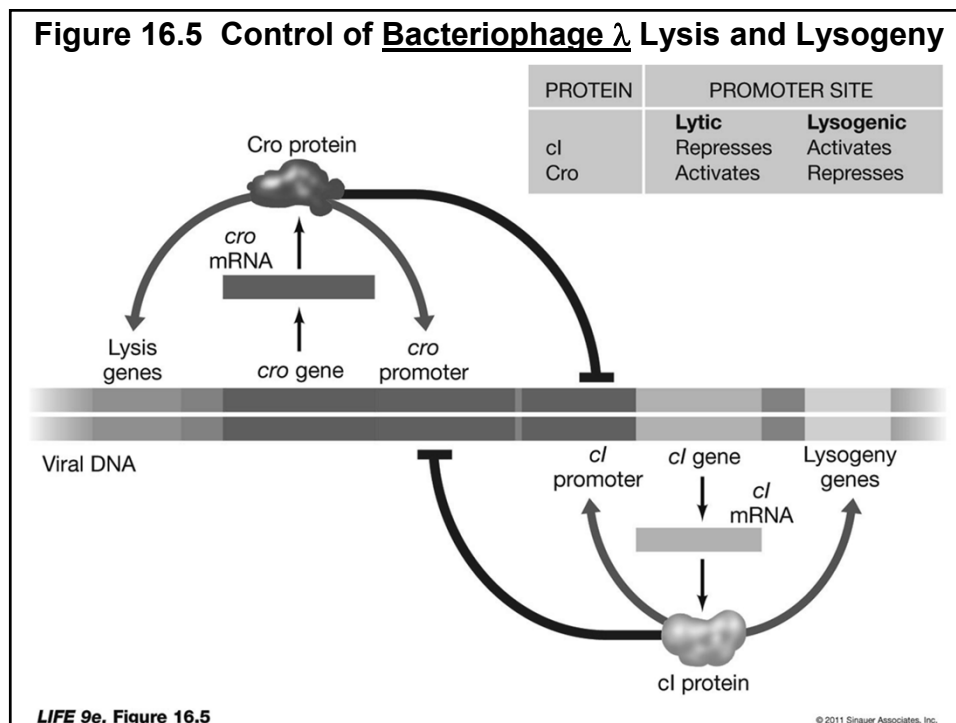 Figure 16.5 Control of Bacteriophage λ Lysis and Lysogeny
PROTEIN PROMOTER SITE
Lytic Lysogenic
cI Represses Activates
Cro Activates Represses
Cro protein
cro
mRNA
Lysis
genes
cro gene
cro
promoter
Viral DNA
cI
promoter
cI gene
cI
mRNA
Lysogeny
genes
cI protein
LIFE 9e, Figure 16.5
© 2011 Sinauer Associates, Inc.